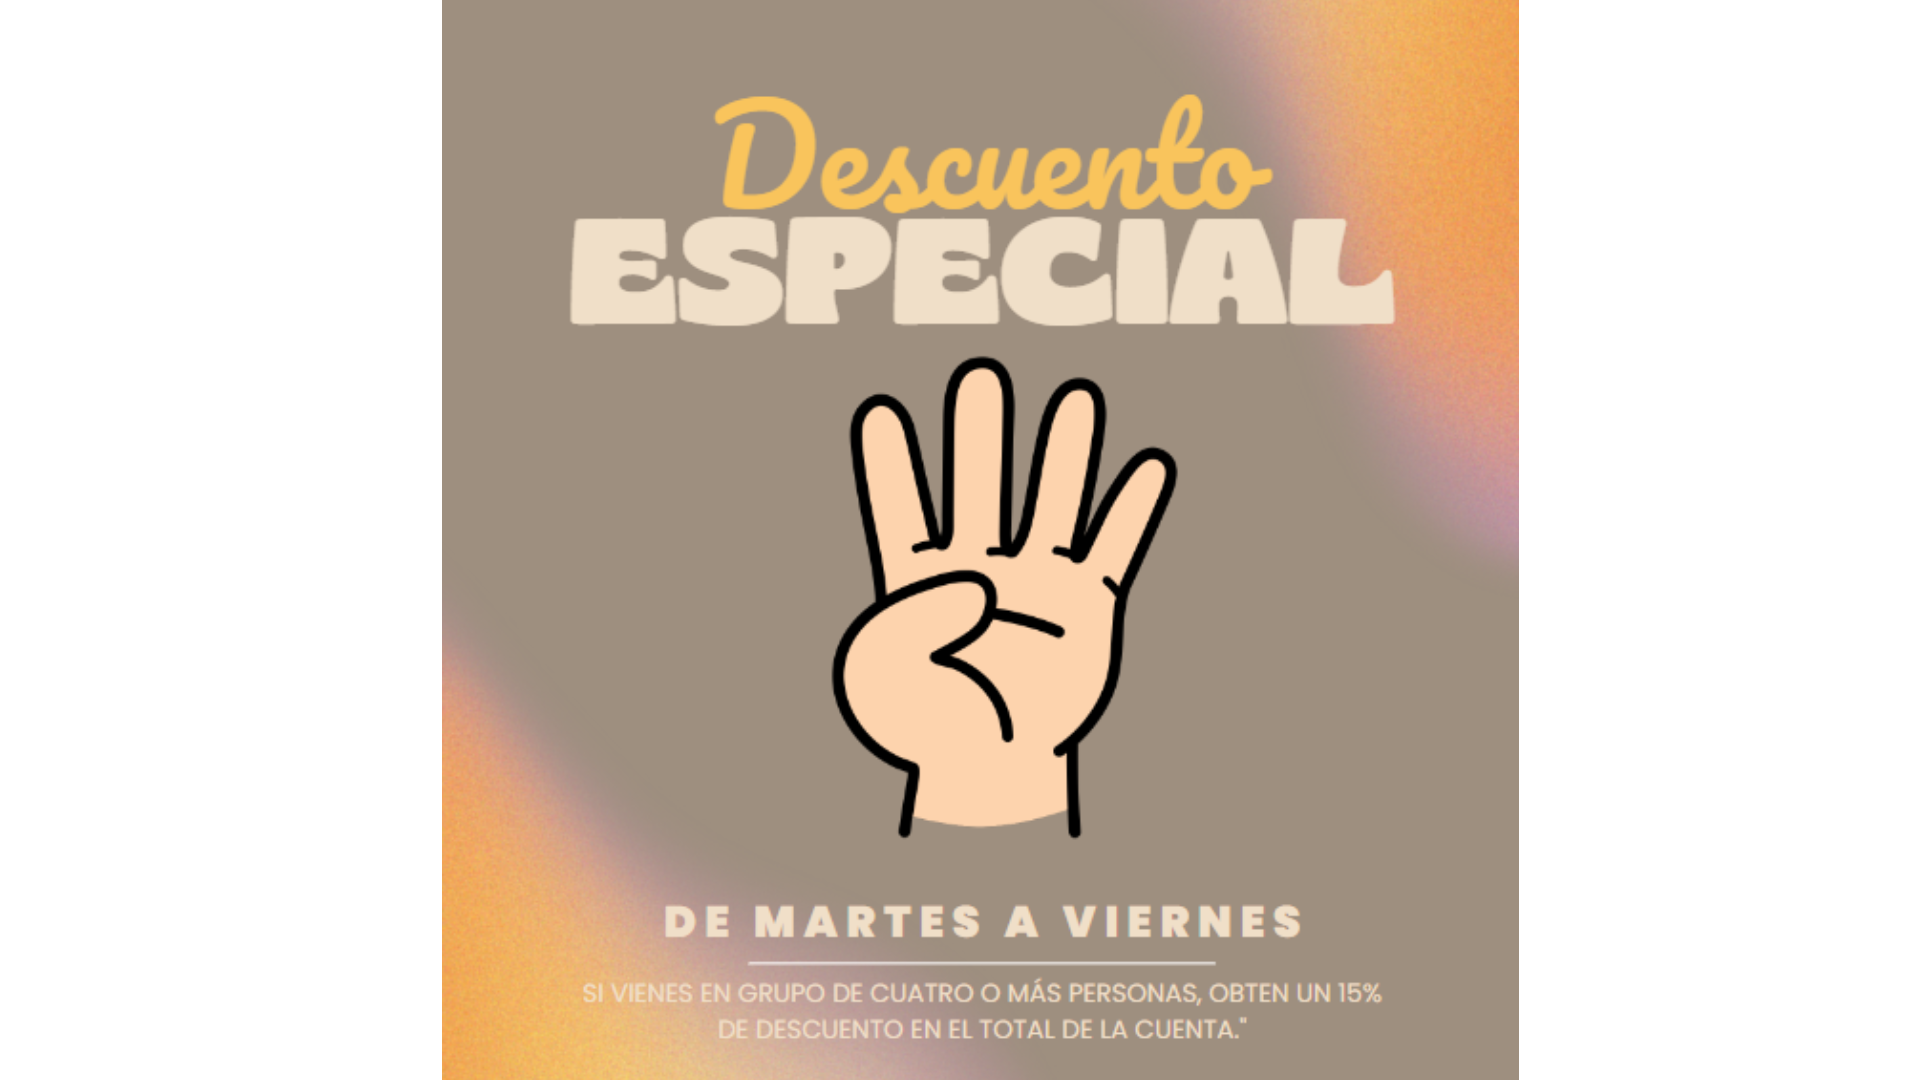 Descuento
ESPECIAL
DE MARTES A VIERNES
SI VIENES EN GRUPO DE CUATRO O MÁS PERSONAS, OBTEN UN 15%
DE DESCUENTO EN EL TOTAL DE LA CUENTA."